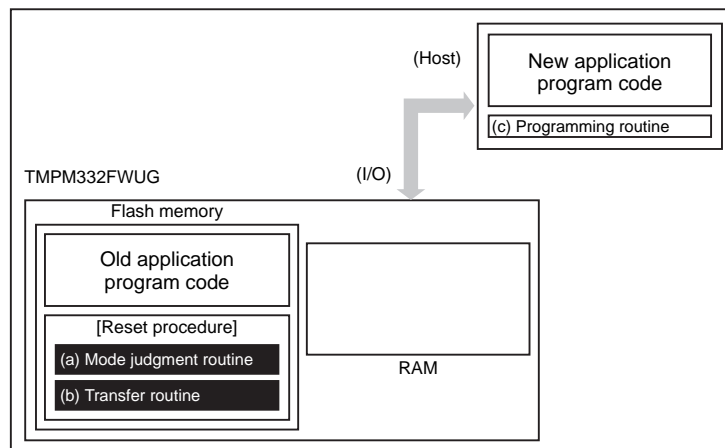 (Host)
New application
program code
(c) Programming routine
(I/O)
TMPM332FWUG
Flash memory
Old application
program code
[Reset procedure]
(a) Mode judgment routine
(b) Transfer routine
RAM